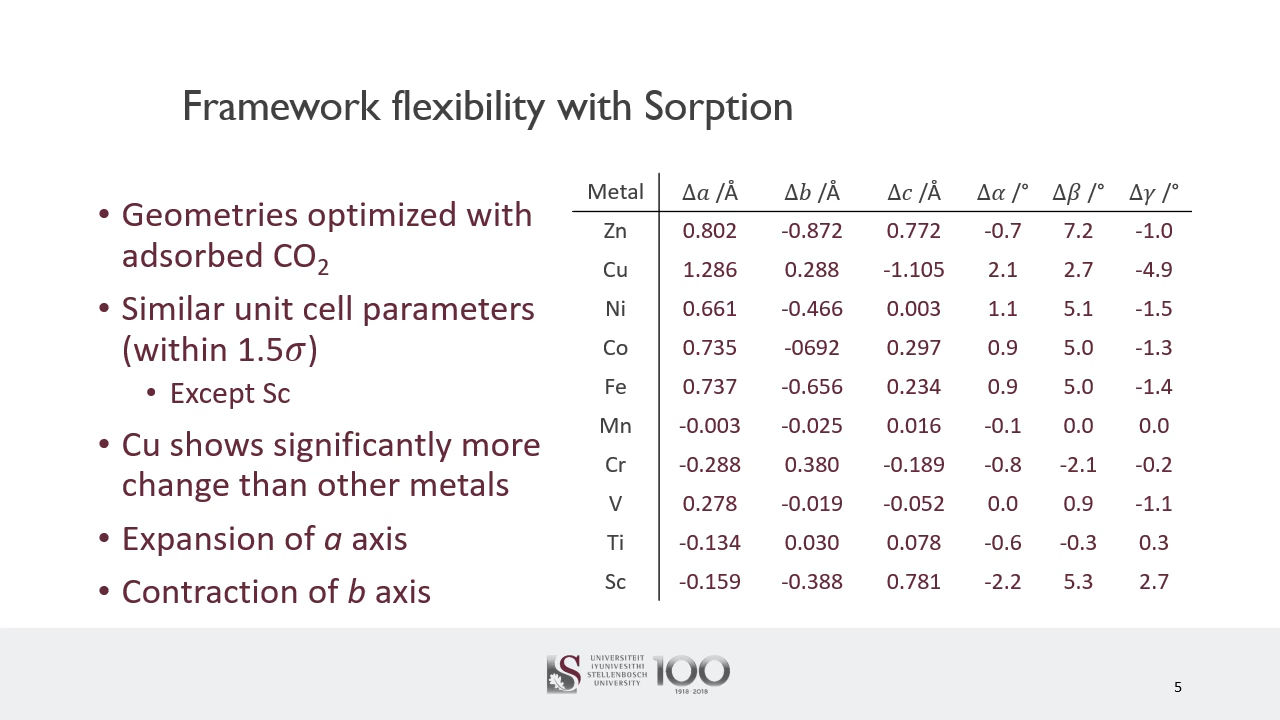 Framework flexibility with Sorption
• Geometries optimized with
adsorbed CO₂
• Similar unit cell parameters
(within 1.5σ)
• Except Sc
• Cu shows significantly more
change than other metals
• Expansion of a axis
• Contraction of b axis
Metal Δa /Å Δb /Å Δc /Å Δα /° Δβ /° Δγ /°
Zn 0.802 -0.872 0.772 -0.7 7.2 -1.0
Cu 1.286 0.288 -1.105 2.1 2.7 -4.9
Ni 0.661 -0.466 0.003 1.1 5.1 -1.5
Co 0.735 -0692 0.297 0.9 5.0 -1.3
Fe 0.737 -0.656 0.234 0.9 5.0 -1.4
Mn -0.003 -0.025 0.016 -0.1 0.0 0.0
Cr -0.288 0.380 -0.189 -0.8 -2.1 -0.2
V 0.278 -0.019 -0.052 0.0 0.9 -1.1
Ti -0.134 0.030 0.078 -0.6 -0.3 0.3
Sc -0.159 -0.388 0.781 -2.2 5.3 2.7
UNIVERSITEIT
IYUNIVESITHI
STELLENBOSCH
UNIVERSITY
100
1918-2018
5